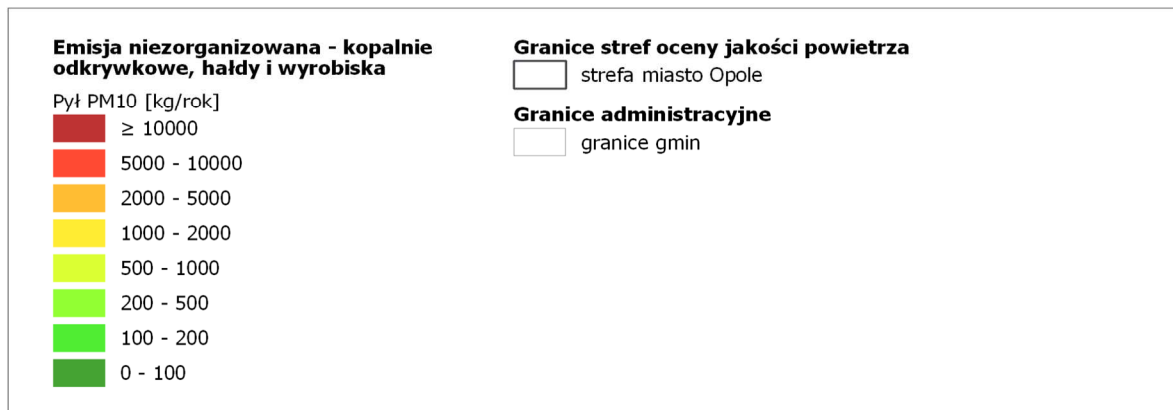 Emisja niezorganizowana - kopalnie
odkrywkowe, hałdy i wyrobiska
Pył PM10 [kg/rok]
≥ 10000
5000 - 10000
2000 - 5000
1000 - 2000
500 - 1000
200 - 500
100 - 200
0 - 100
Granice stref oceny jakości powietrza
strefa miasto Opole
Granice administracyjne
granice gmin